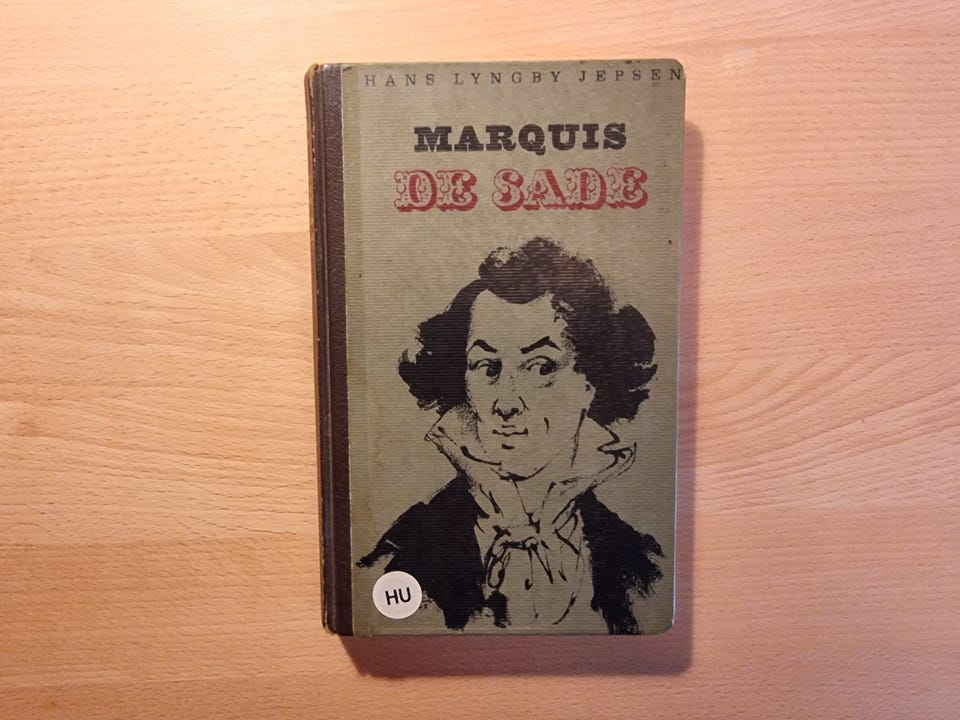 HANS LYNGBY JEPSEN
MARQUIS
DE SADE
HU